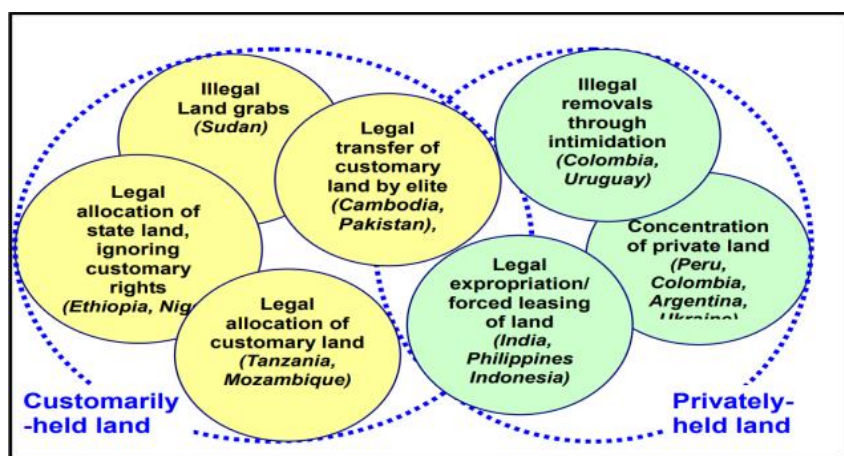 Illegal
Land grabs
(Sudan)
Legal
transfer of
customary
land by elite
(Cambodia,
Pakistan),
Illegal
removals
through
intimidation
(Colombia,
Uruguay)
Legal
allocation of
state land,
ignoring
customary
rights
(Ethiopia,
Concentration
of private land
(Peru,
Colombia,
Argentina,
Ukraine)
Legal
allocation of
customary land
(Tanzania,
Mozambique)
Legal
expropriation/
forced leasing
of land
(India,
Philippines
Indonesia)
Customarily
-held land
Privately-
held land